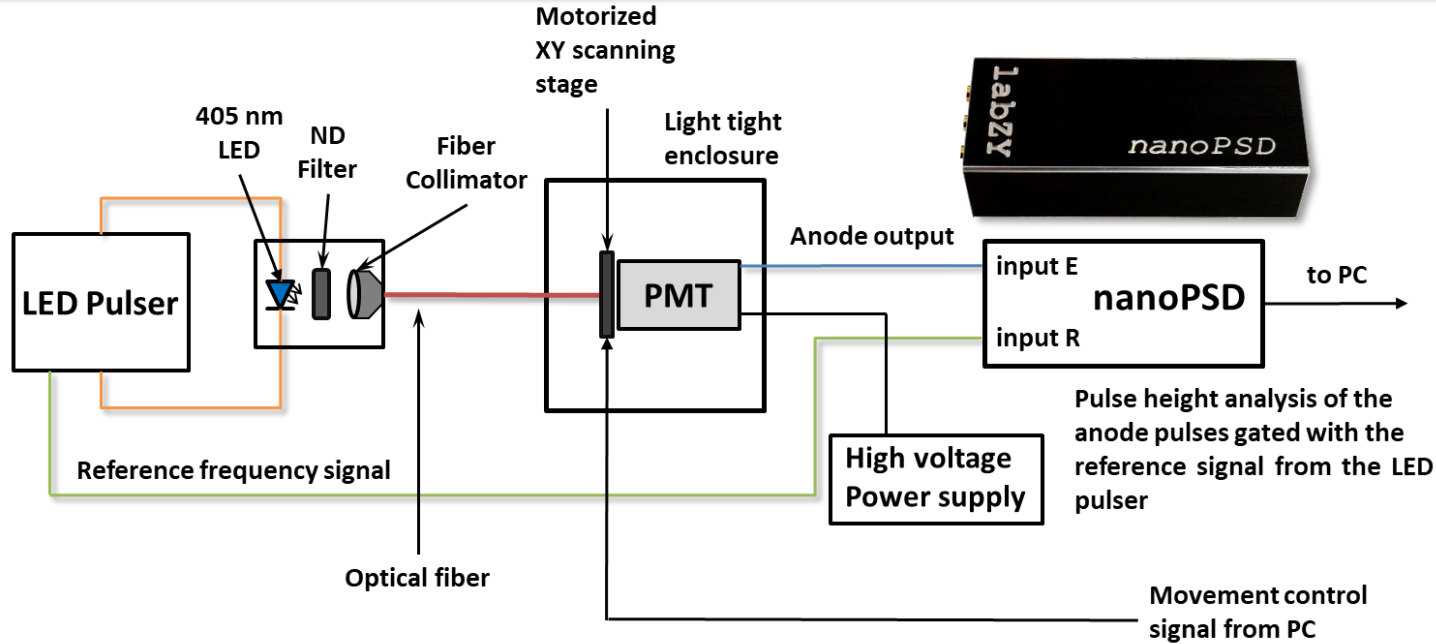 Motorized
XY scanning
stage
405 nm
LED
ND
Filter
Fiber
Collimator
Light tight
enclosure
labZY
nanoPSD
LED Pulser
PMT
Anode output
input E
nanoPSD
input R
to PC
Reference frequency signal
High voltage
Power supply
Pulse height analysis of the
anode pulses gated with the
reference signal from the LED
pulser
Optical fiber
Movement control
signal from PC